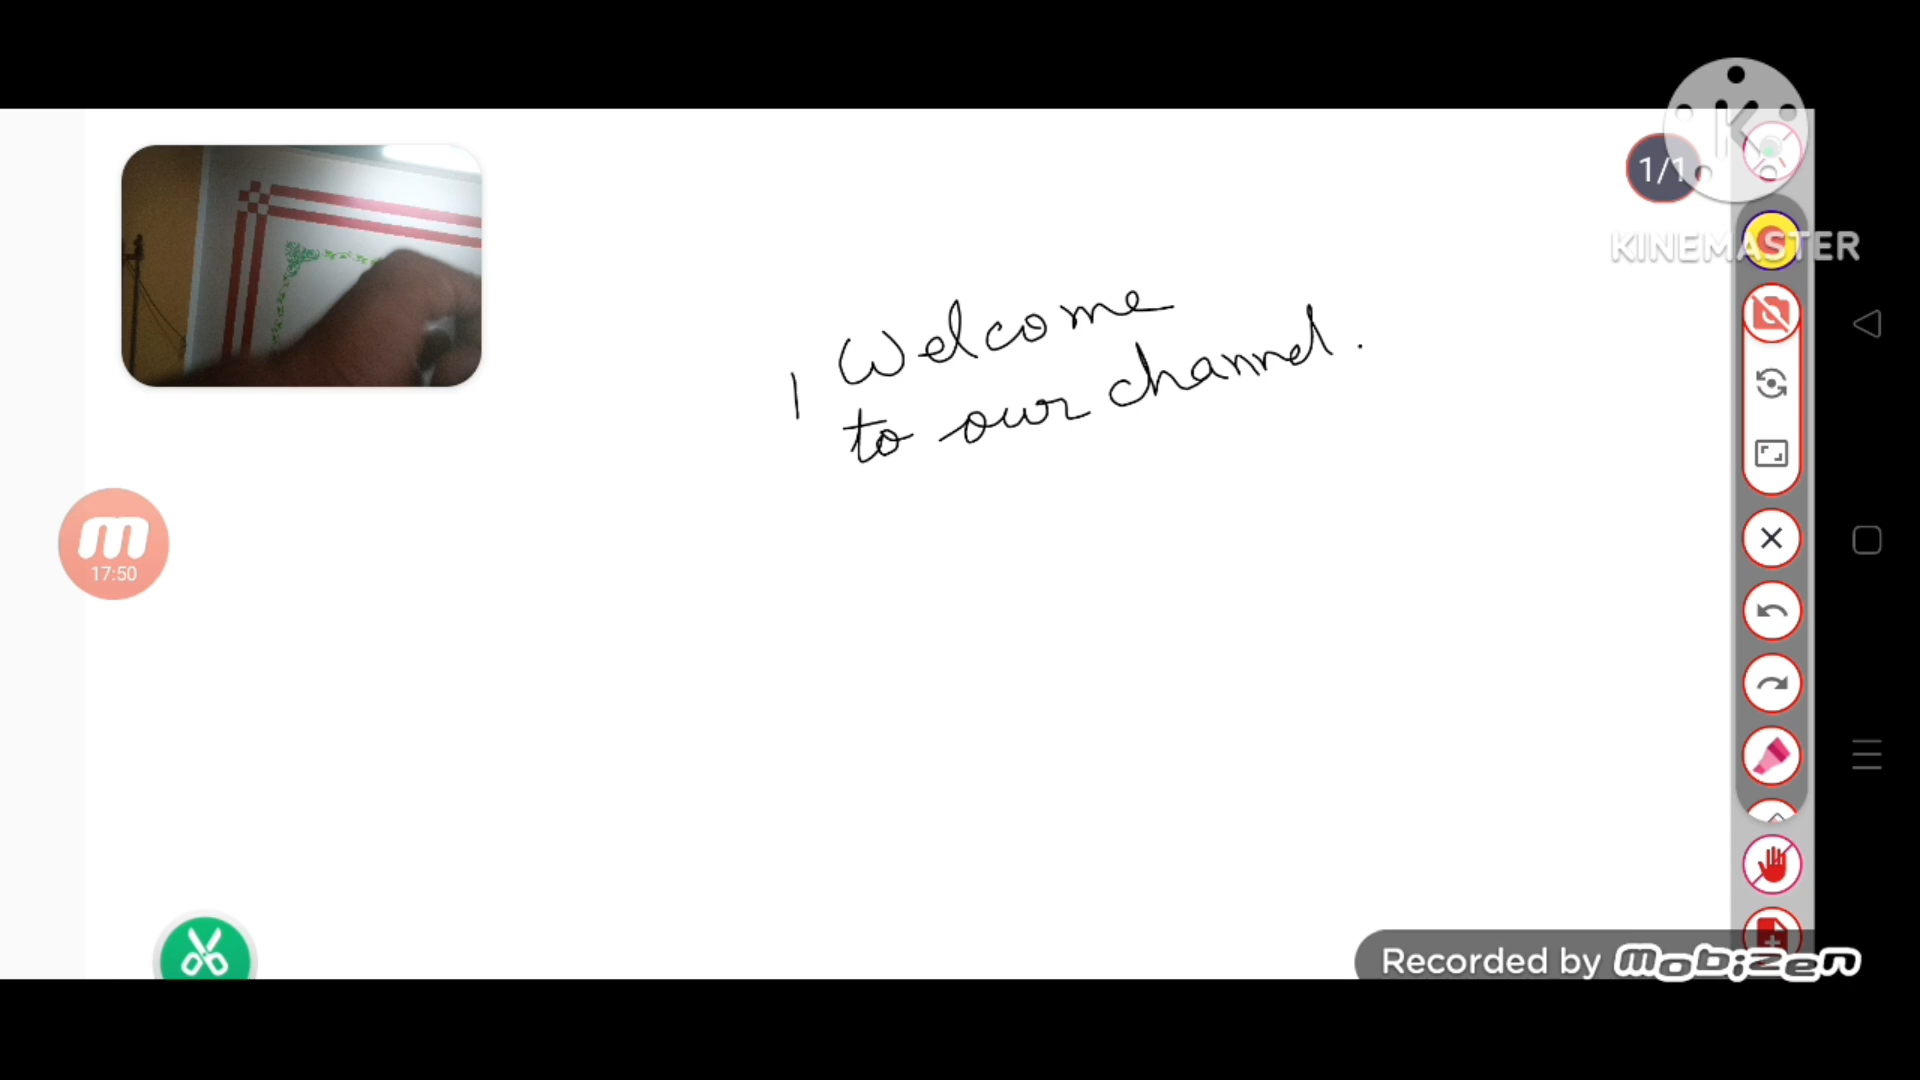 1/1
KINEMASTER
Welcome
to our channel.
m
17:50
Recorded by Mobizen